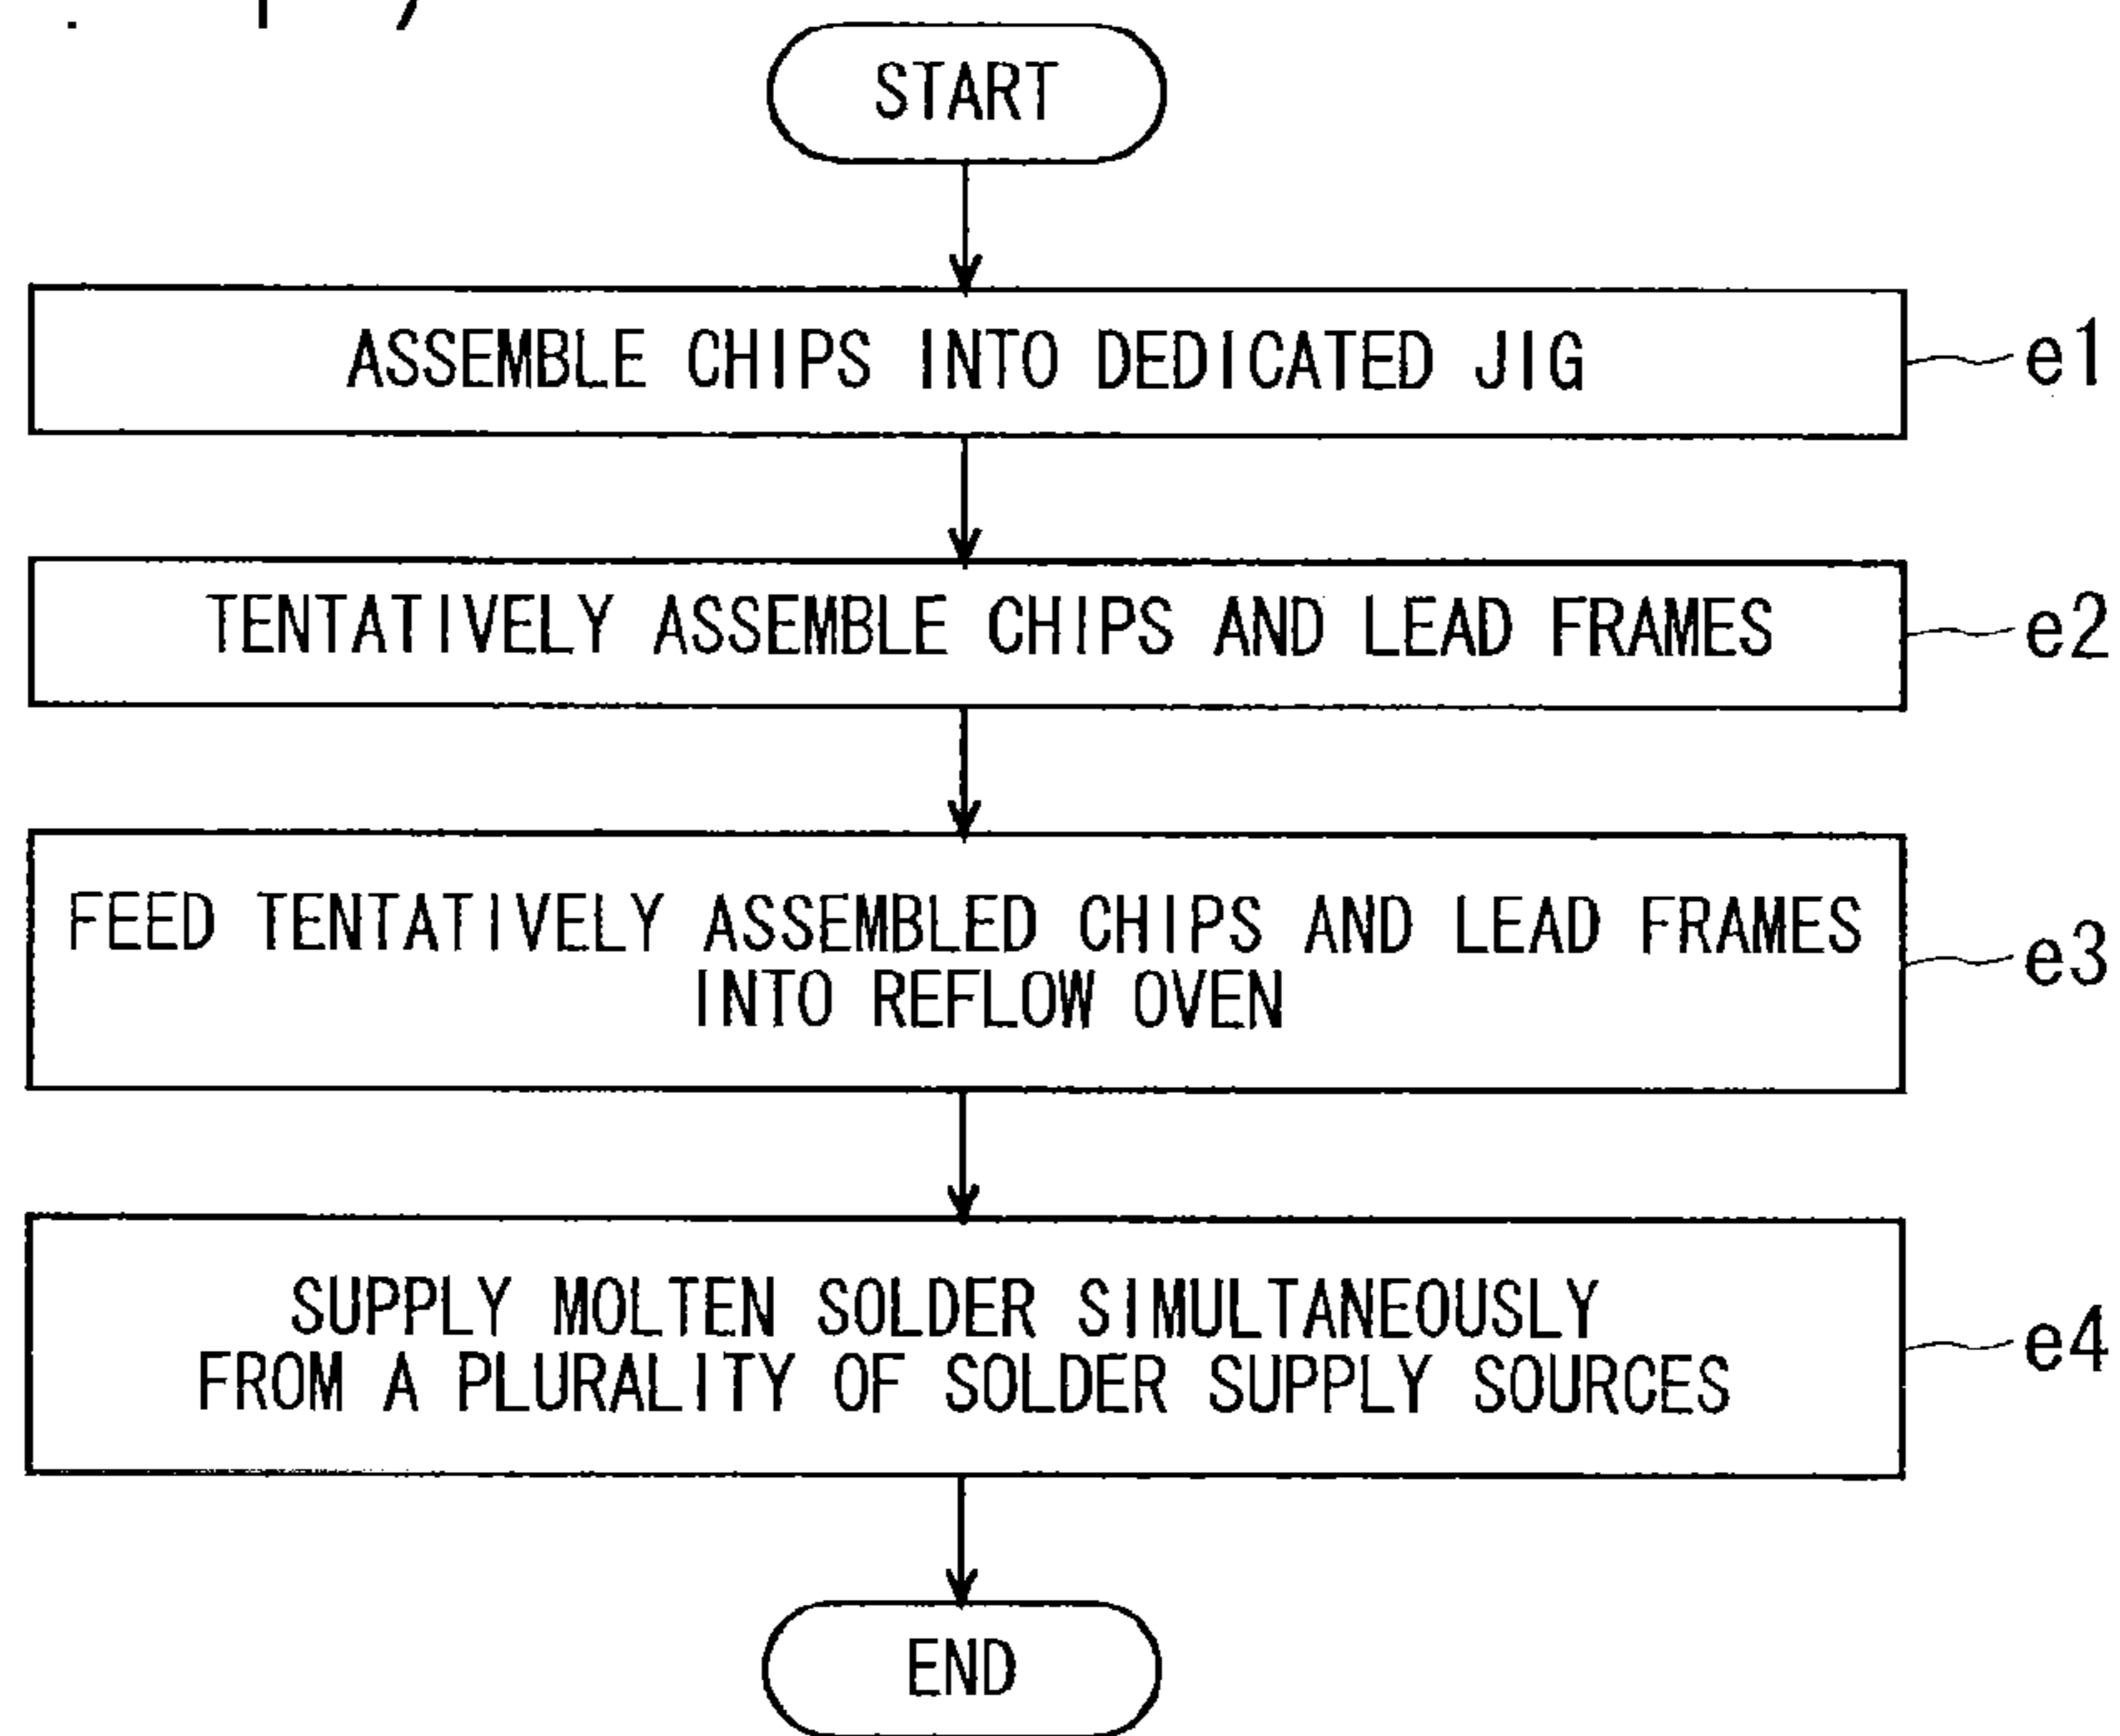 START
ASSEMBLE CHIPS INTO DEDICATED JIG
e1
TENTATIVELY ASSEMBLE CHIPS AND LEAD FRAMES
e2
FEED TENTATIVELY ASSEMBLED CHIPS AND LEAD FRAMES
INTO REFLOW OVEN
e3
SUPPLY MOLTEN SOLDER SIMULTANEOUSLY
FROM A PLURALITY OF SOLDER SUPPLY SOURCES
e4
END